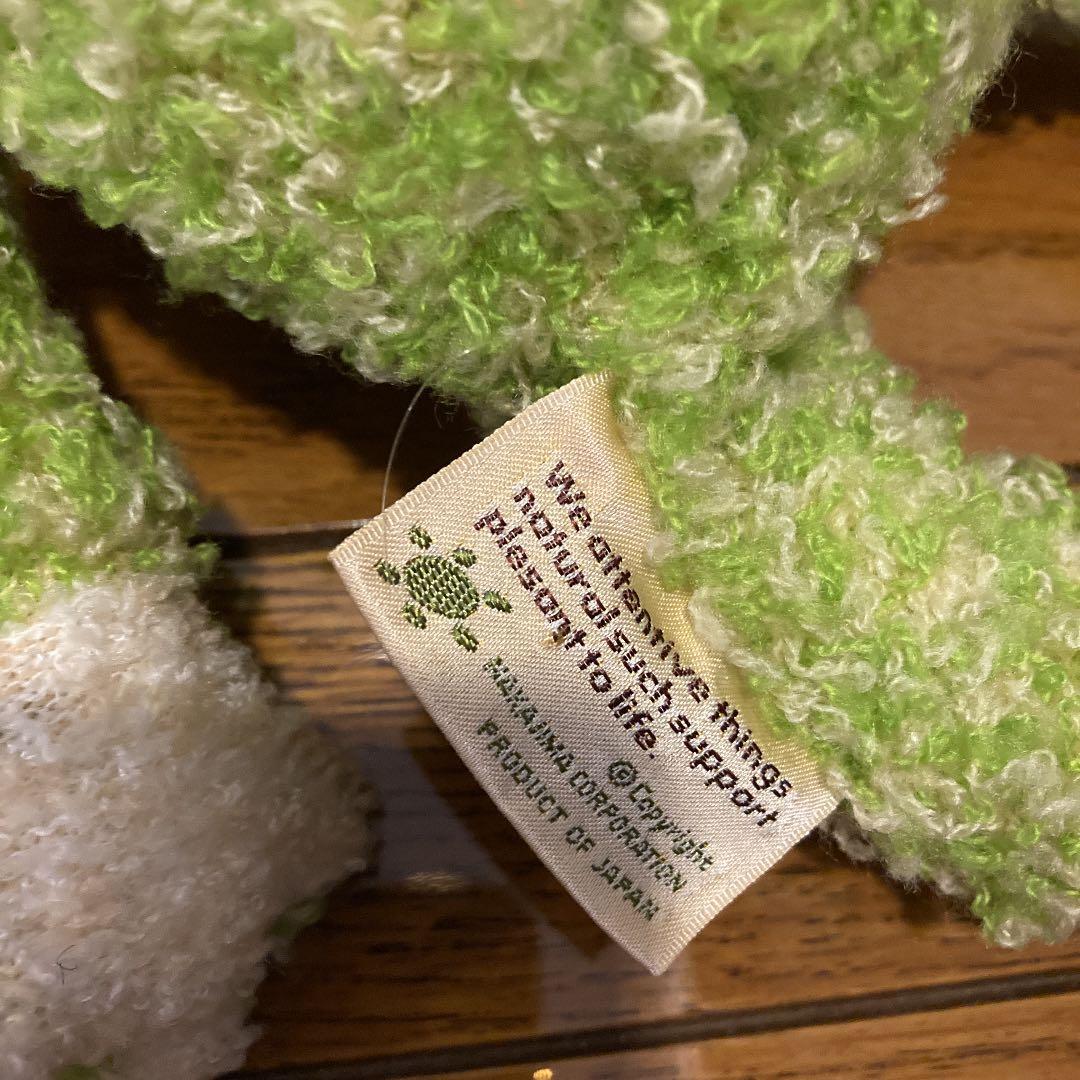 We attentive things
natural such support
plesant to life.
© Copyright
NAKAJIMA CORPORATION
PRODUCT OF JAPAN